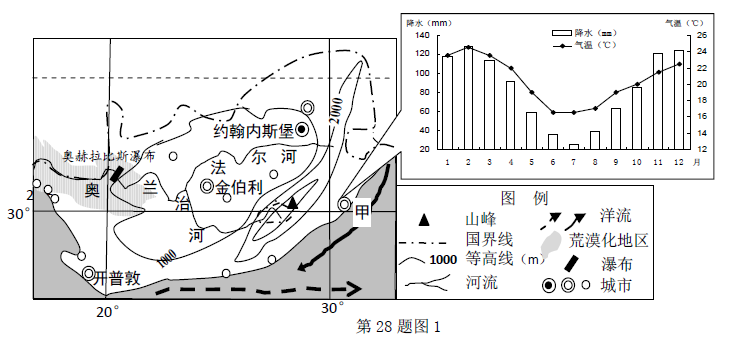 降水(mm)
气温(℃)
降水(mm)
气温(℃)
140
120
100
80
60
40
20
26
24
22
20
18
16
14
12
1 2 3 4 5 6 7 8 9 10 11 12 月
2000
约翰内斯堡
奥赫拉比斯瀑布
法 尔 河
奥 兰 治 河
金伯利
2
30°
甲
1000
开普敦
20°
30°
图 例
山峰
洋流
国界线
荒漠化地区
1000 等高线(m)
瀑布
河流
城市
第28题图1